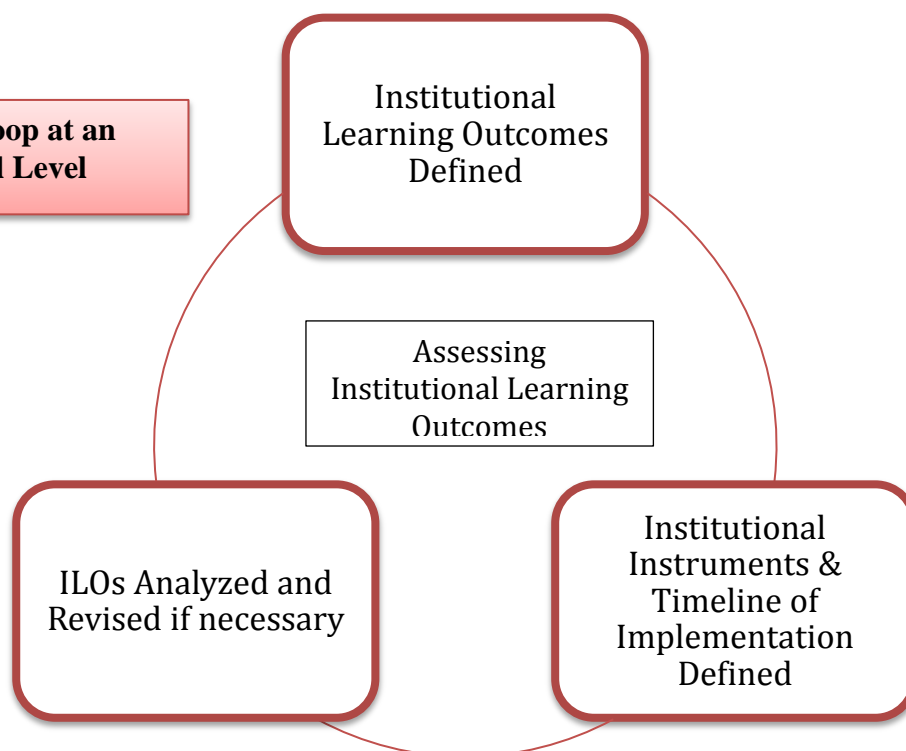 oop at an
l Level
Institutional
Learning Outcomes
Defined
Assessing
Institutional Learning
Outcomes
ILOs Analyzed and
Revised if necessary
Institutional
Instruments &
Timeline of
Implementation
Defined